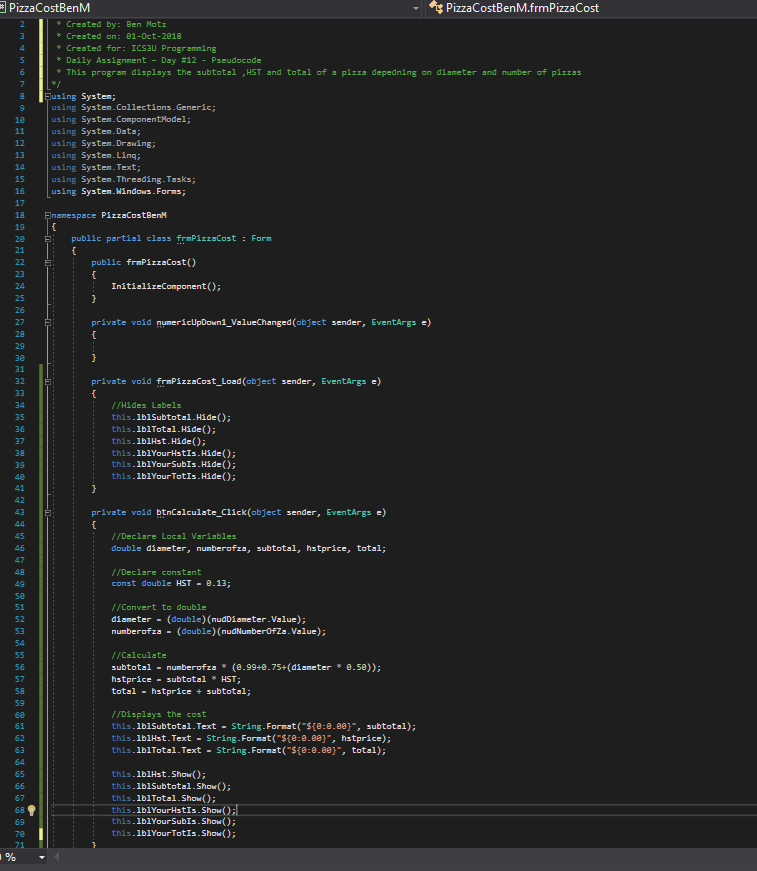 PizzaCostBenM
PizzaCostBenM.frmPizzaCost
2 * Created by: Ben Motz
3 * Created on: 01-Oct-2018
4 * Created for: ICS3U Programming
5 * Daily Assignment – Day #12 - Pseudocode
6 * This program displays the subtotal ,HST and total of a pizza depedning on diameter and number of pizzas
7 */
8 using System;
9 using System.Collections.Generic;
10 using System.ComponentModel;
11 using System.Data;
12 using System.Drawing;
13 using System.Linq;
14 using System.Text;
15 using System.Threading.Tasks;
16 using System.Windows.Forms;
17
18 namespace PizzaCostBenM
19 {
20 public partial class frmPizzaCost : Form
21 {
22 public frmPizzaCost()
23 {
24 InitializeComponent();
25 }
26
27 private void numericUpDown1_ValueChanged(object sender, EventArgs e)
28 {
29
30 }
31
32 private void frmPizzaCost_Load(object sender, EventArgs e)
33 {
34 //Hides Labels
35 this.lblSubtotal.Hide();
36 this.lblTotal.Hide();
37 this.lblHst.Hide();
38 this.lblYourHstIs.Hide();
39 this.lblYourSubIs.Hide();
40 this.lblYourTotIs.Hide();
41 }
42
43 private void btnCalculate_Click(object sender, EventArgs e)
44 {
45 //Declare Local Variables
46 double diameter, numberofza, subtotal, hstprice, total;
47
48 //Declare constant
49 const double HST = 0.13;
50
51 //Convert to double
52 diameter = (double)(nudDiameter.Value);
53 numberofza = (double)(nudNumberOfZa.Value);
54
55 //Calculate
56 subtotal = numberofza * (0.99+0.75+(diameter * 0.50));
57 hstprice = subtotal * HST;
58 total = hstprice + subtotal;
59
60 //Displays the cost
61 this.lblSubtotal.Text = String.Format("${0:0.00}", subtotal);
62 this.lblHst.Text = String.Format("${0:0.00}", hstprice);
63 this.lblTotal.Text = String.Format("${0:0.00}", total);
64
65 this.lblHst.Show();
66 this.lblSubtotal.Show();
67 this.lblTotal.Show();
68 this.lblYourHstIs.Show();
69 this.lblYourSubIs.Show();
70 this.lblYourTotIs.Show();
71 }
%